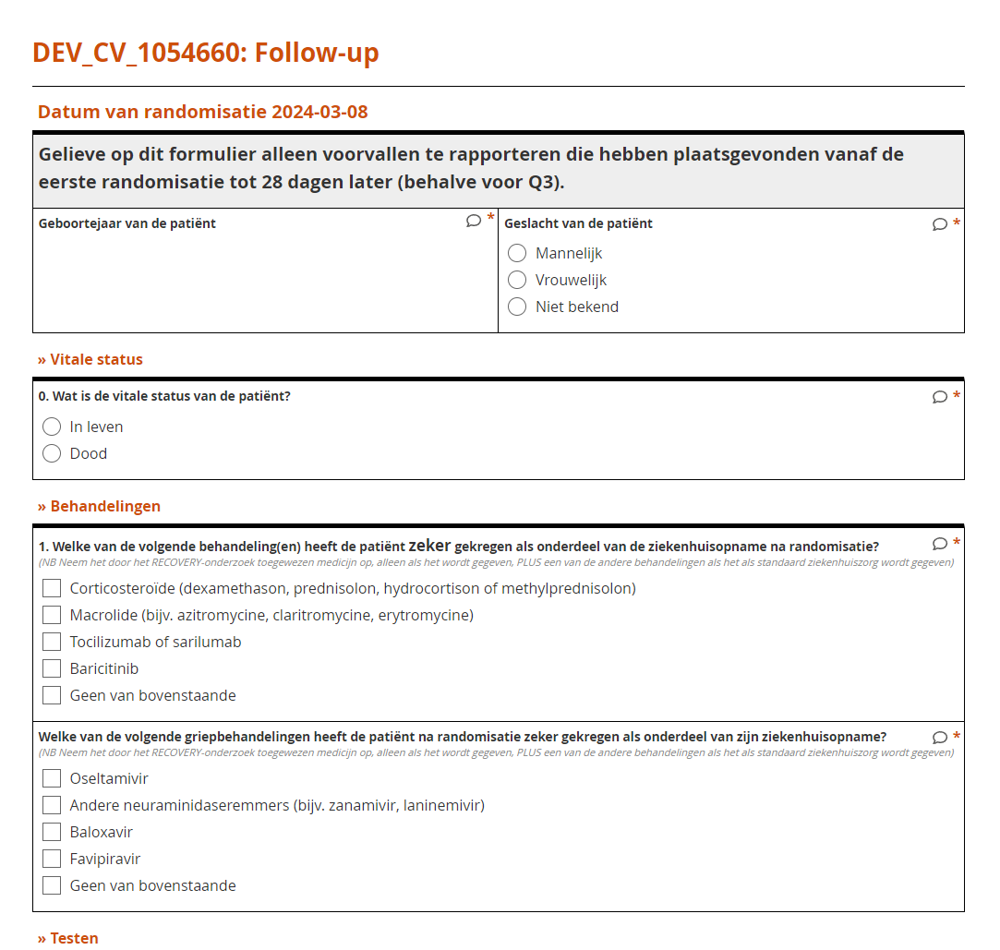 DEV_CV_1054660: Follow-up
Datum van randomisatie 2024-03-08
Gelieve op dit formulier alleen voorvallen te rapporteren die hebben plaatsgevonden vanaf de
eerste randomisatie tot 28 dagen later (behalve voor Q3).
Geboortejaar van de patiënt *
Geslacht van de patiënt *
Mannelijk
Vrouwelijk
Niet bekend
» Vitale status
0. Wat is de vitale status van de patiënt? *
In leven
Dood
» Behandelingen
1. Welke van de volgende behandeling(en) heeft de patiënt zeker gekregen als onderdeel van de ziekenhuisopname na randomisatie? *
(NB Neem het door het RECOVERY-onderzoek toegewezen medicijn op, alleen als het wordt gegeven, PLUS een van de andere behandelingen als het als standaard ziekenhuiszorg wordt gegeven)
Corticosteroïde (dexamethason, prednisolon, hydrocortison of methylprednisolon)
Macrolide (bijv. azitromycine, claritromycine, erytromycine)
Tocilizumab of sarilumab
Baricitinib
Geen van bovenstaande
Welke van de volgende griepbehandelingen heeft de patiënt na randomisatie zeker gekregen als onderdeel van zijn ziekenhuisopname? *
(NB Neem het door het RECOVERY-onderzoek toegewezen medicijn op, alleen als het wordt gegeven, PLUS een van de andere behandelingen als het als standaard ziekenhuiszorg wordt gegeven)
Oseltamivir
Andere neuraminidaseremmers (bijv. zanamivir, laninemivir)
Baloxavir
Favipiravir
Geen van bovenstaande
» Testen